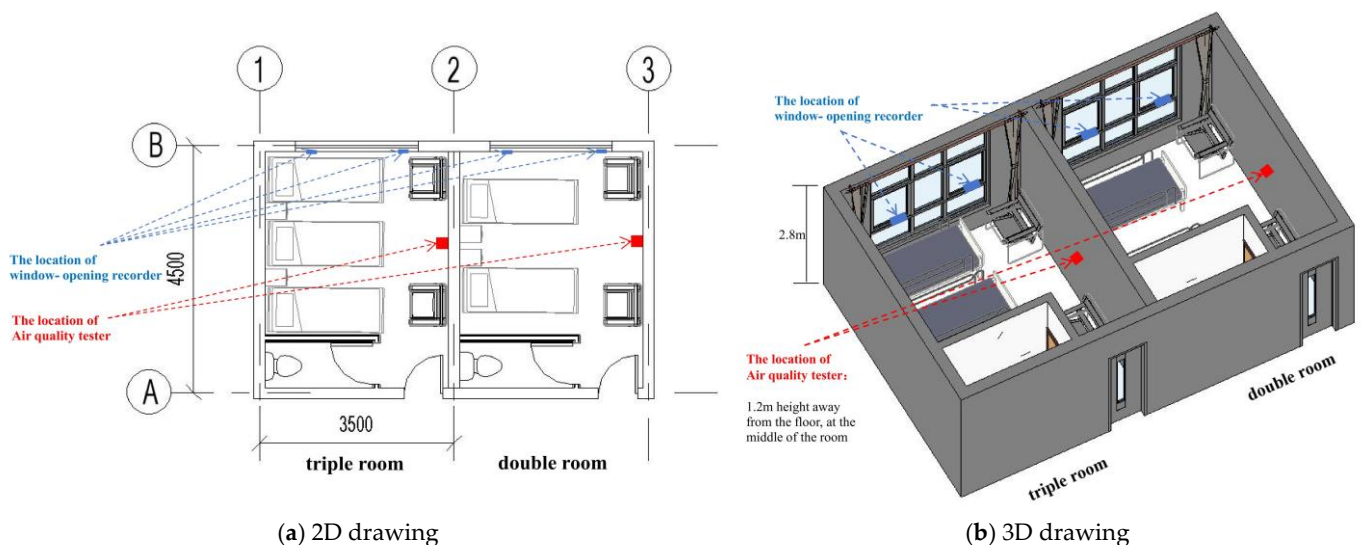 1
2
3
B
A
The location of
window- opening recorder
The location of
Air quality tester
4500
3500
triple room
double room
(a) 2D drawing
The location of
window- opening recorder
2.8m
The location of
Air quality tester：
1.2m height away
from the floor, at the
middle of the room
double room
triple room
(b) 3D drawing